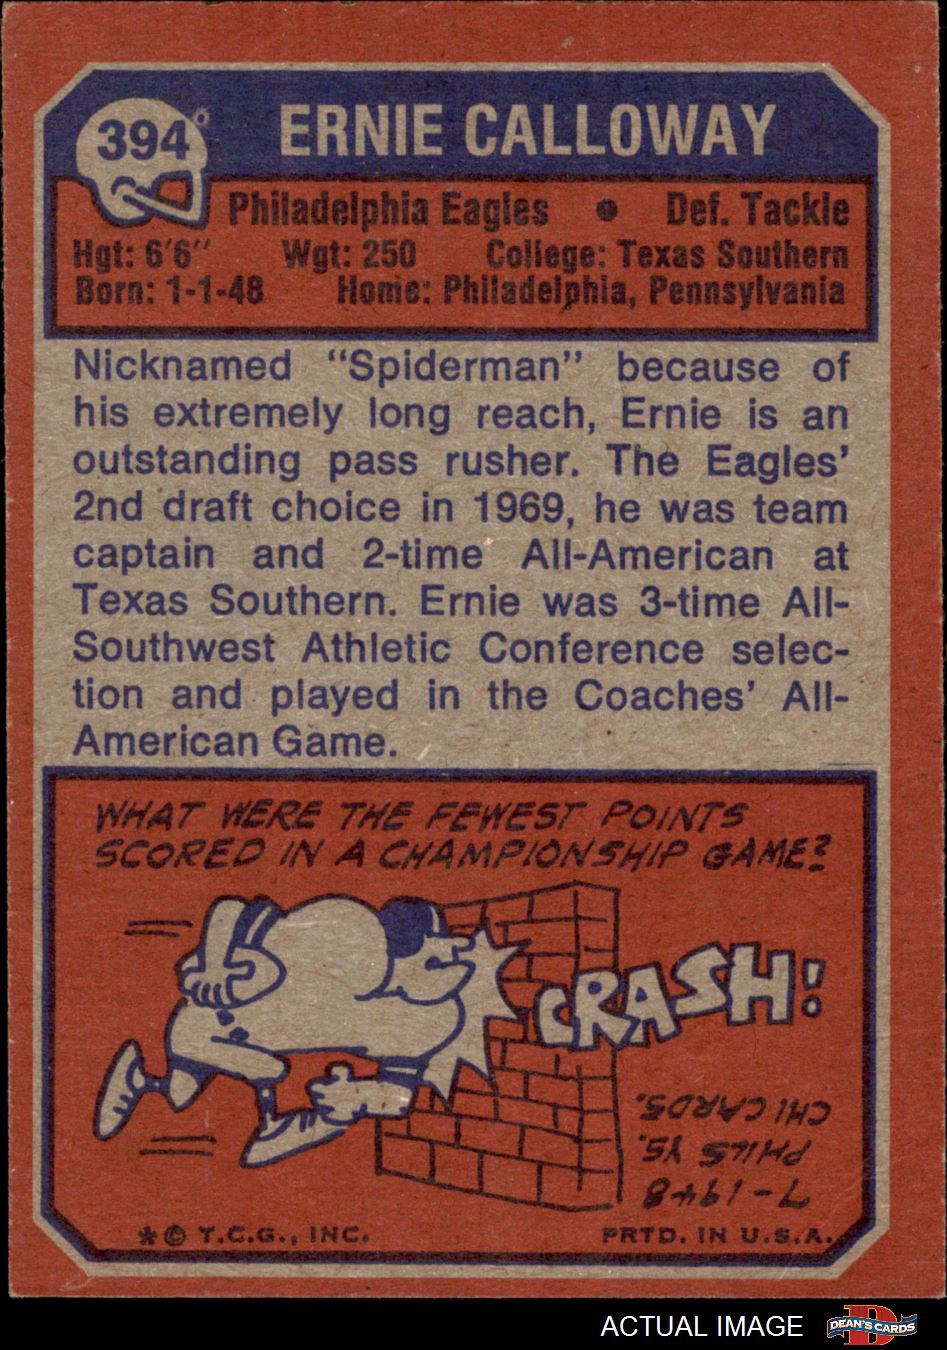 394
ERNIE CALLOWAY
Philadelphia Eagles • Def. Tackle
Hgt: 6'6" Wgt: 250 College: Texas Southern
Born: 1-1-48 Home: Philadelphia, Pennsylvania
Nicknamed "Spiderman" because of
his extremely long reach, Ernie is an
outstanding pass rusher. The Eagles'
2nd draft choice in 1969, he was team
captain and 2-time All-American at
Texas Southern. Ernie was 3-time All-
Southwest Athletic Conference selec-
tion and played in the Coaches' All-
American Game.
WHAT WERE THE FEWEST POINTS
SCORED IN A CHAMPIONSHIP GAME?
CRASH!
7-1948
PHILS VS.
CHI CARDS.
* © T.C.G., INC. PRTD. IN U.S.A.
ACTUAL IMAGE
D
DEAN'S CARDS